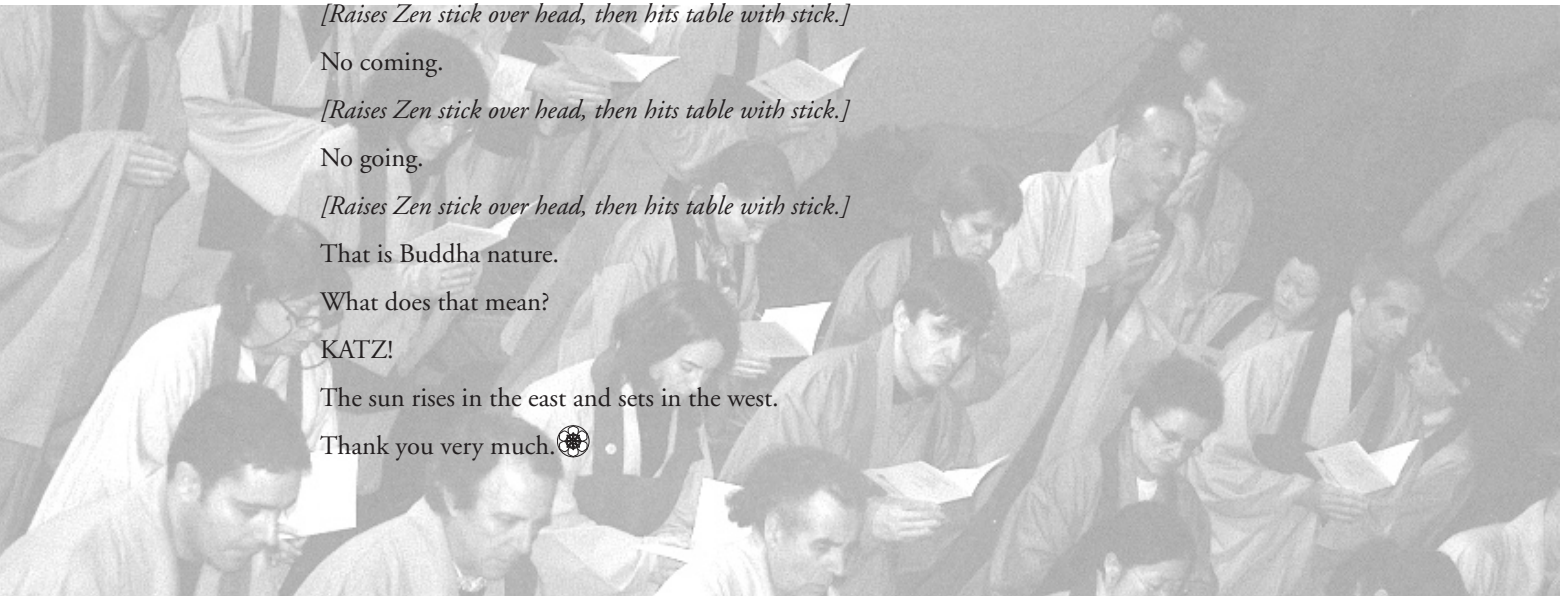 [Raises Zen stick over head, then hits table with stick.]
No coming.
[Raises Zen stick over head, then hits table with stick.]
No going.
[Raises Zen stick over head, then hits table with stick.]
That is Buddha nature.
What does that mean?
KATZ!
The sun rises in the east and sets in the west.
Thank you very much.